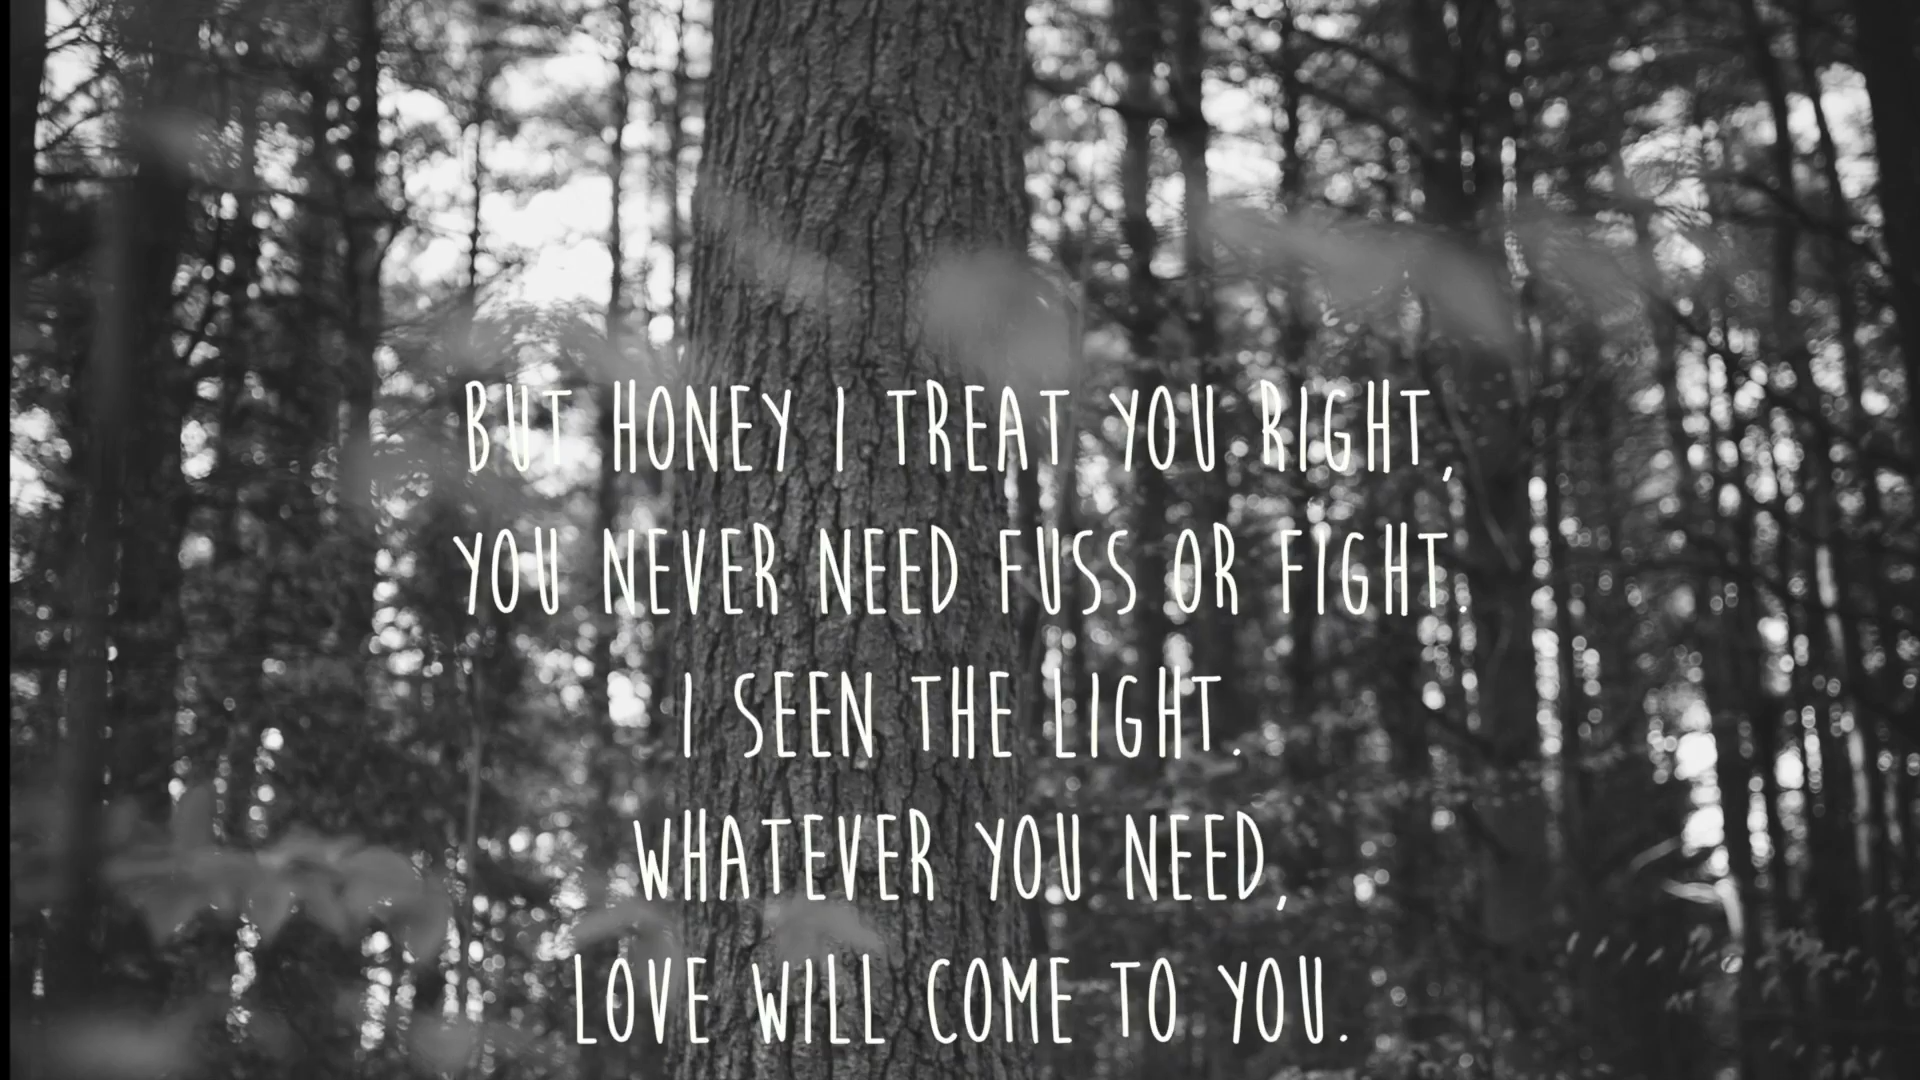 BUT HONEY I TREAT YOU RIGHT,
YOU NEVER NEED FUSS OR FIGHT.
I SEEN THE LIGHT.
WHATEVER YOU NEED,
LOVE WILL COME TO YOU.